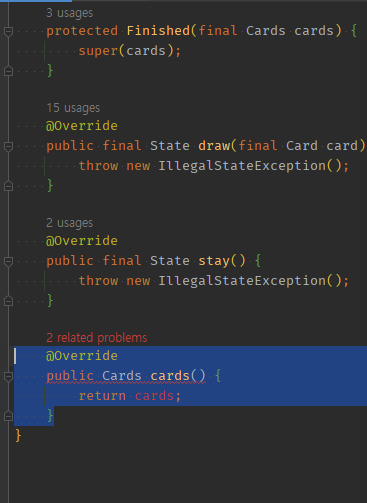 3 usages
protected Finished(final Cards cards) {
super(cards);
}
15 usages
@Override
public final State draw(final Card card)
throw new IllegalStateException();
}
2 usages
@Override
public final State stay() {
throw new IllegalStateException();
}
2 related problems
@Override
public Cards cards() {
return cards;
}
}